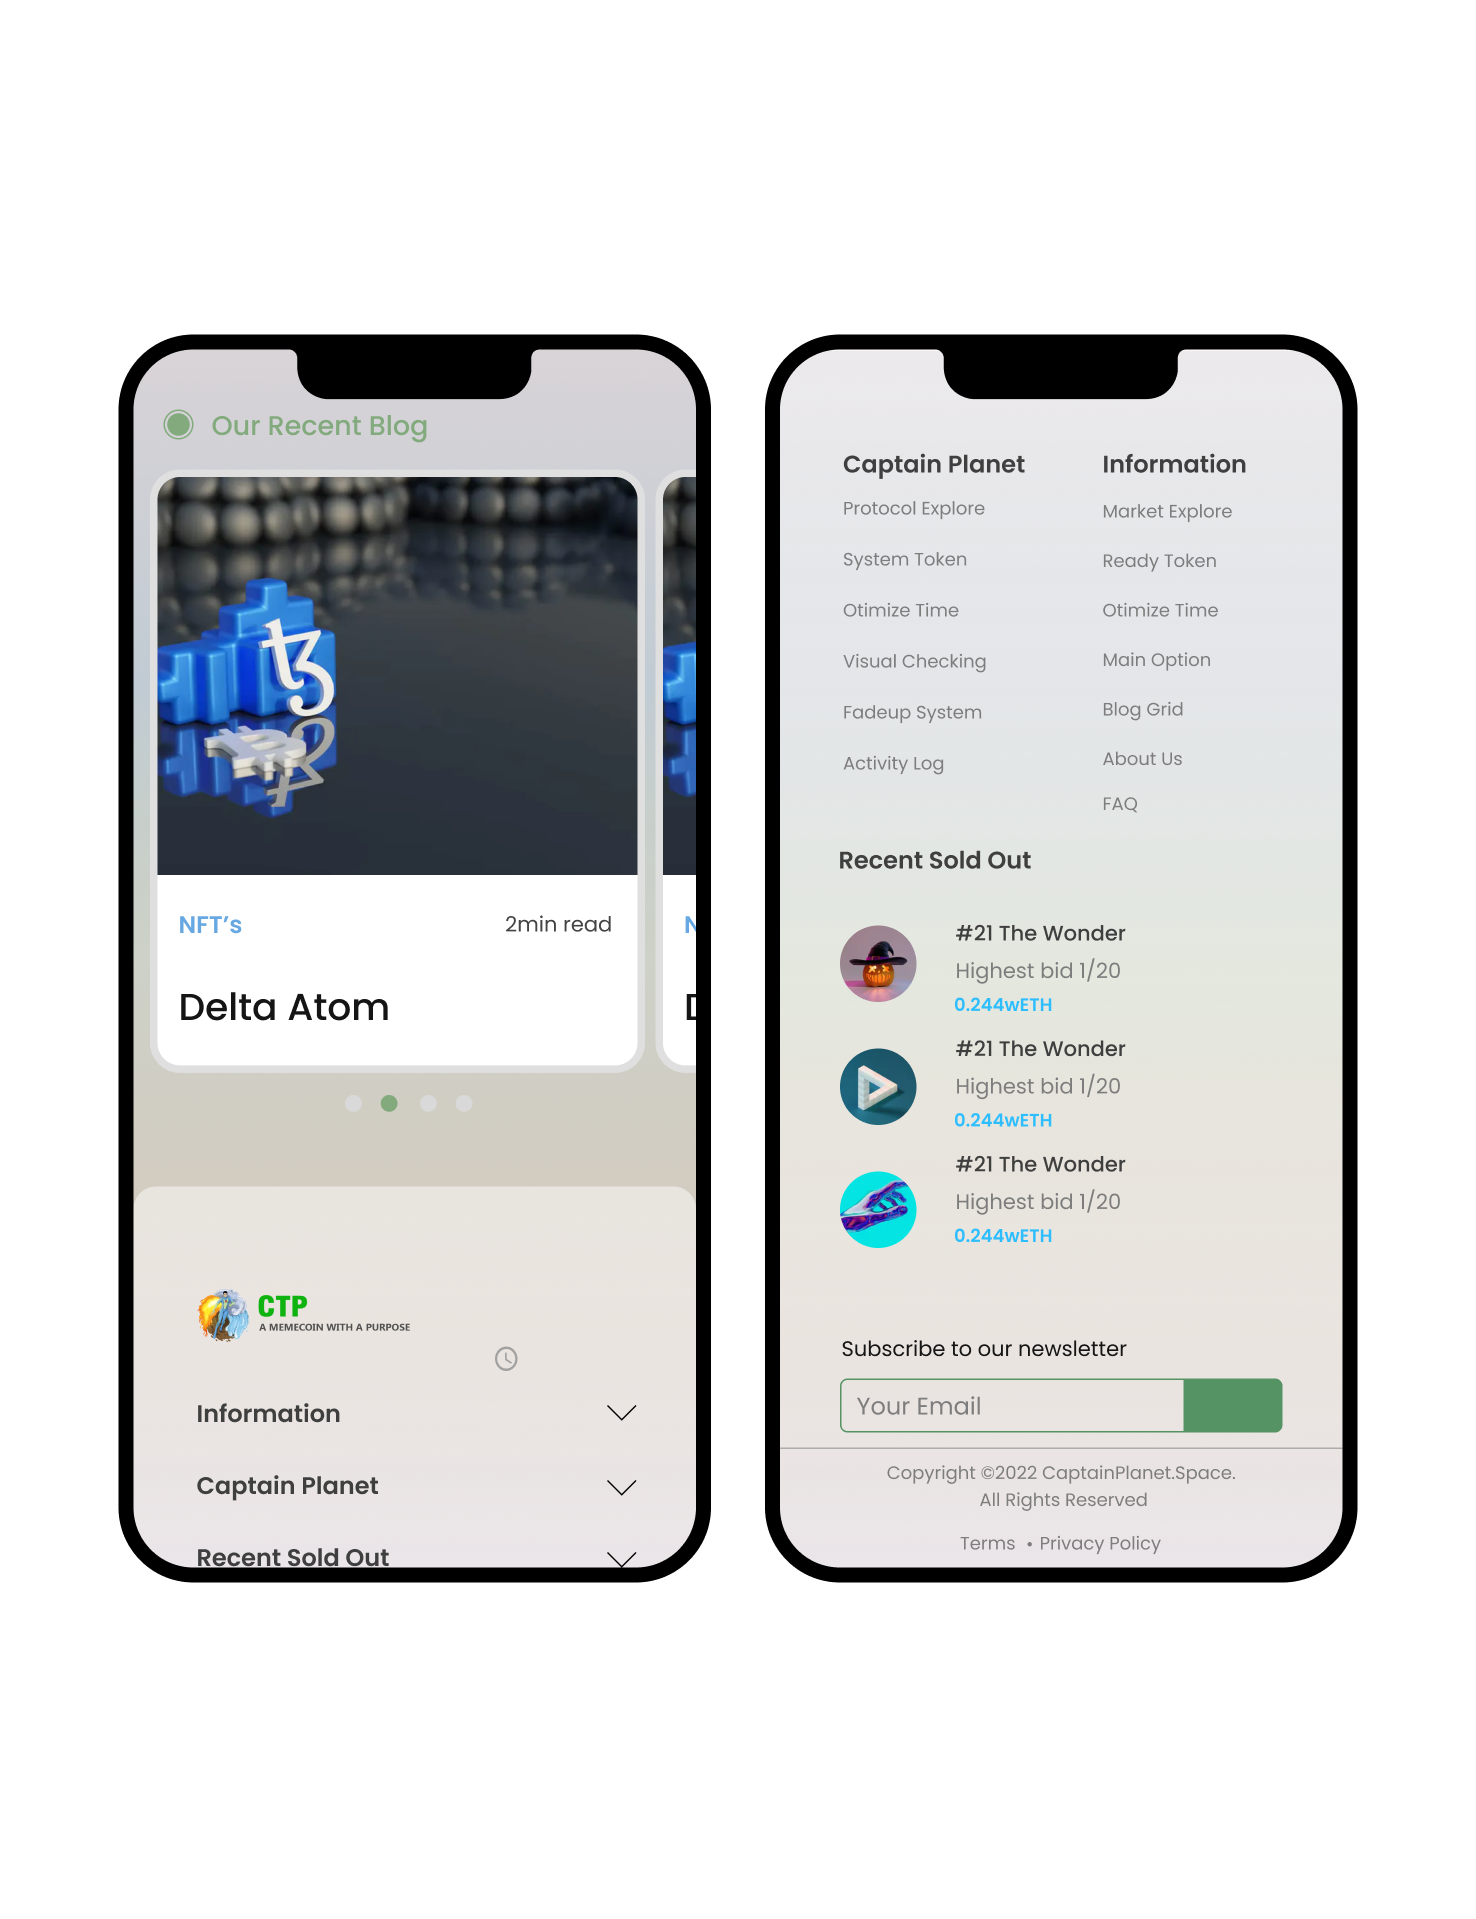 Our Recent Blog
NFT’s
2min read
Delta Atom
N
D
CTP
A MEMECOIN WITH A PURPOSE
Information
Captain Planet
Recent Sold Out
Captain Planet
Protocol Explore
System Token
Otimize Time
Visual Checking
Fadeup System
Activity Log
Information
Market Explore
Ready Token
Otimize Time
Main Option
Blog Grid
About Us
FAQ
Recent Sold Out
#21 The Wonder
Highest bid 1/20
0.244wETH
#21 The Wonder
Highest bid 1/20
0.244wETH
#21 The Wonder
Highest bid 1/20
0.244wETH
Subscribe to our newsletter
Your Email
Copyright ©2022 CaptainPlanet.Space.
All Rights Reserved
Terms • Privacy Policy